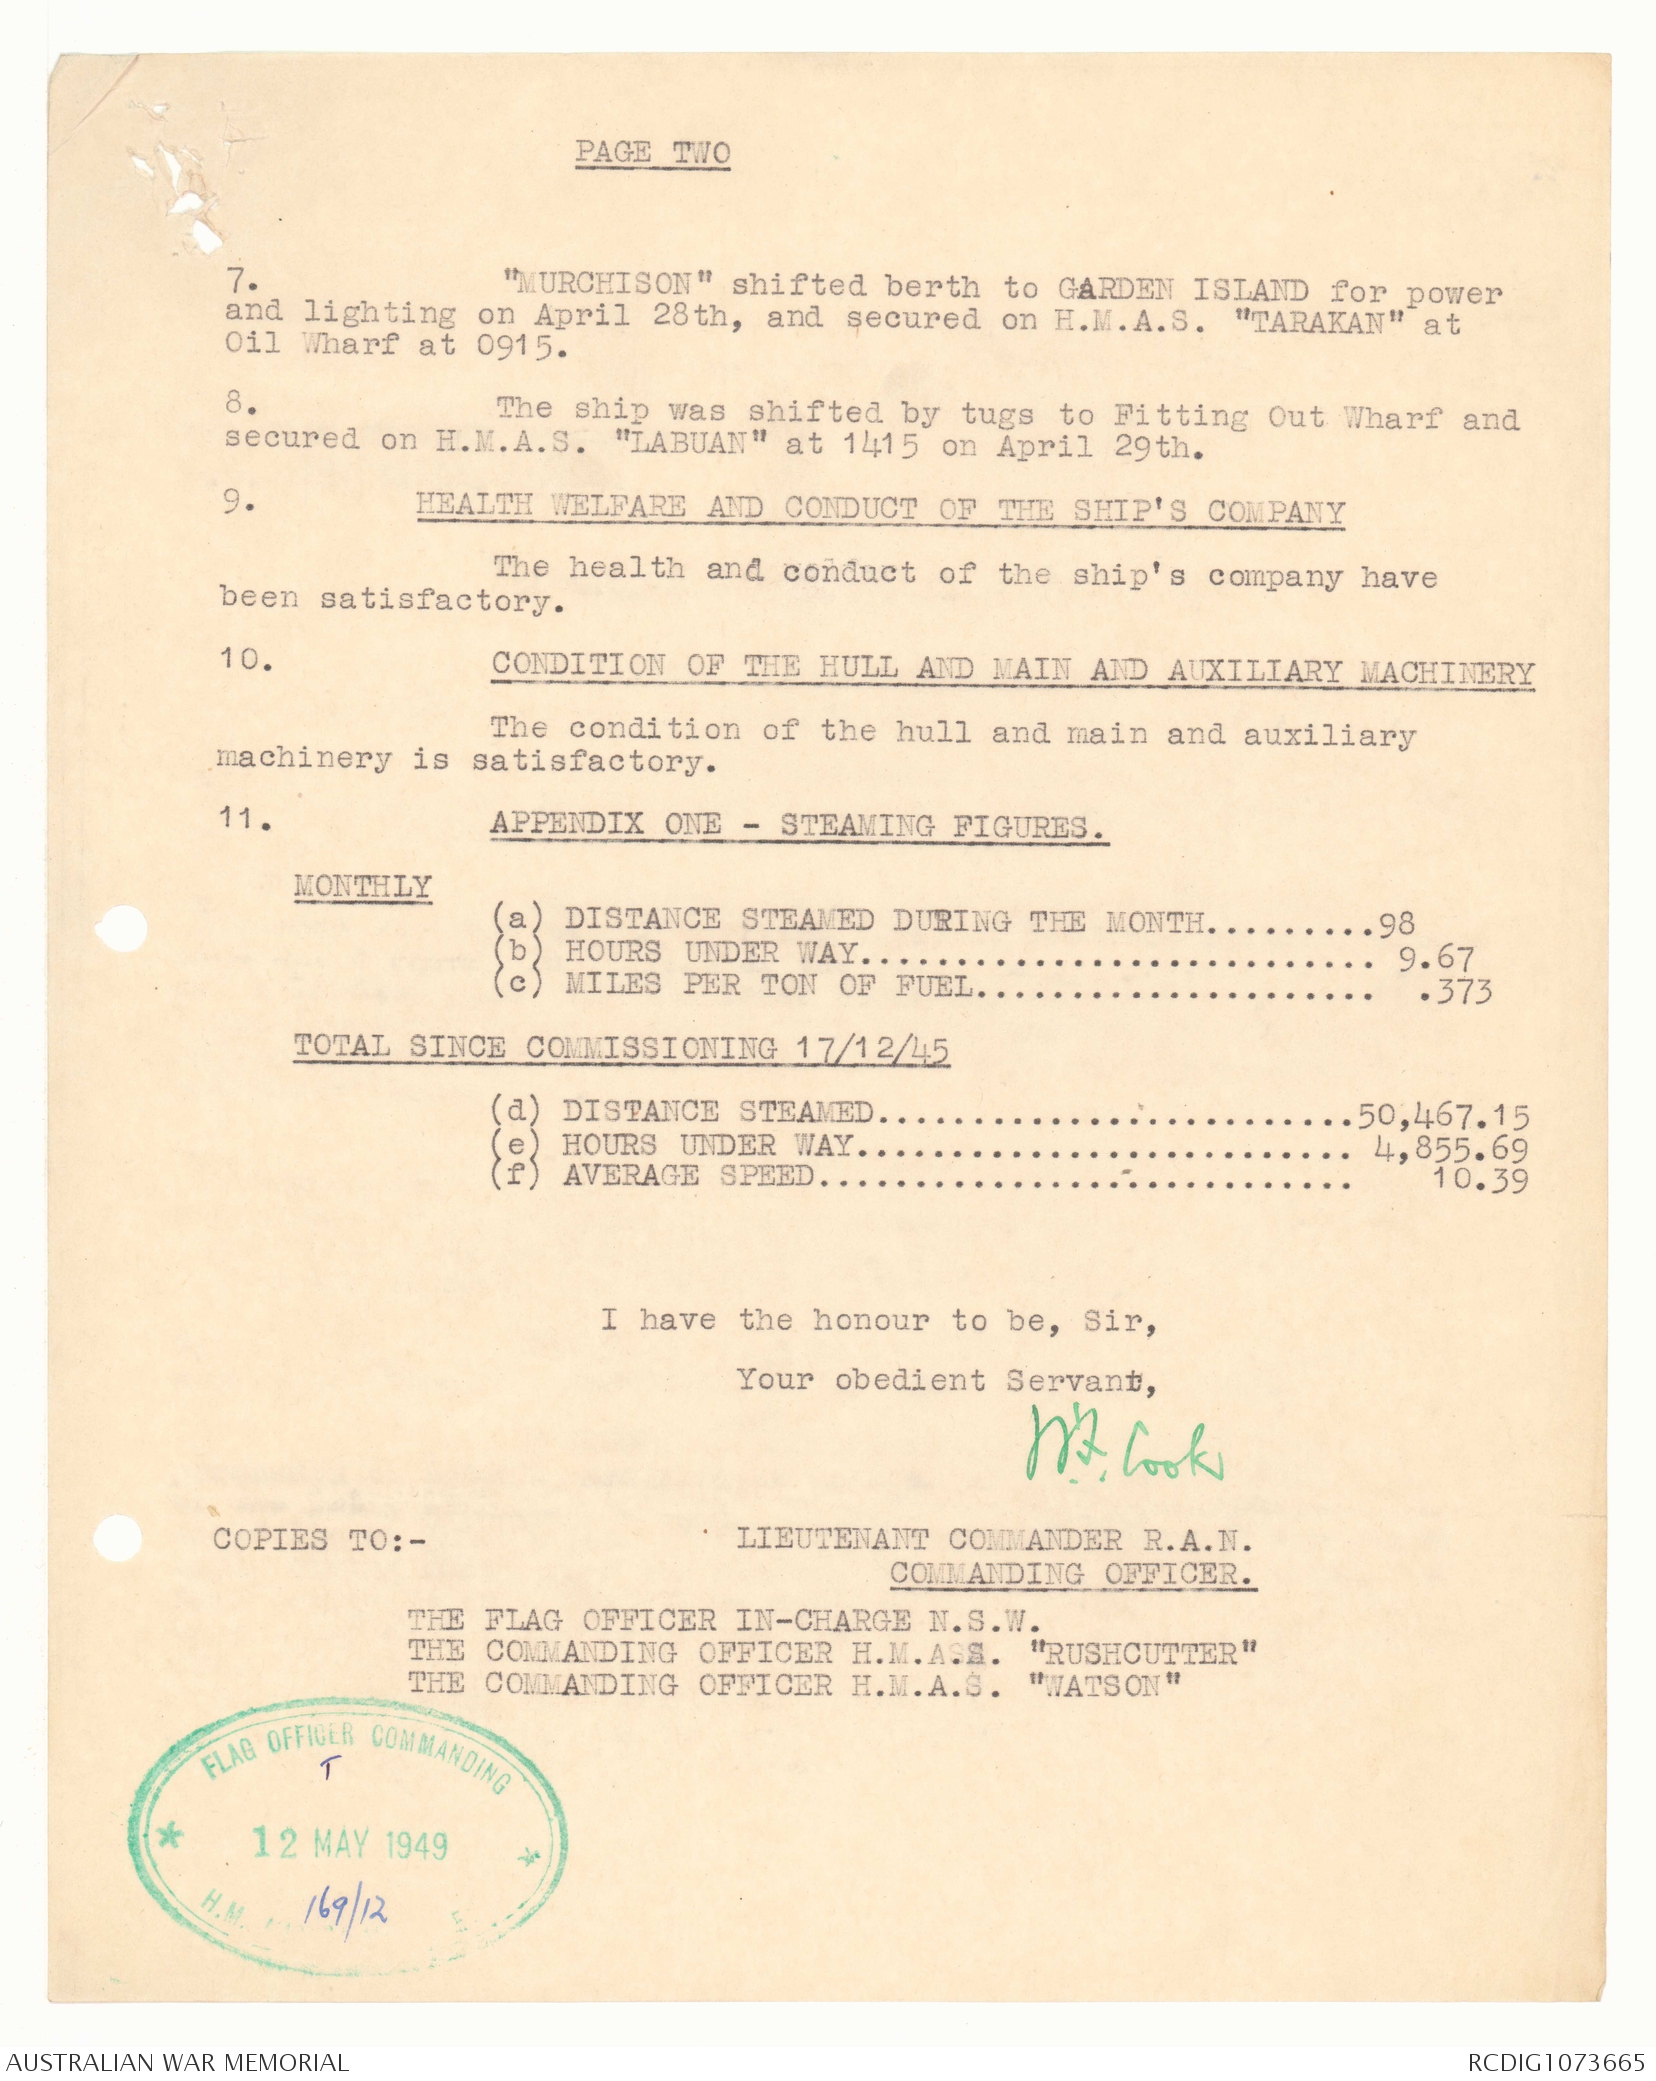 PAGE TWO
7. "MURCHISON" shifted berth to GARDEN ISLAND for power
and lighting on April 28th, and secured on H.M.A.S. "TARAKAN" at
Oil Wharf at 0915.
8. The ship was shifted by tugs to Fitting Out Wharf and
secured on H.M.A.S. "LABUAN" at 1415 on April 29th.
9. HEALTH WELFARE AND CONDUCT OF THE SHIP'S COMPANY
The health and conduct of the ship's company have
been satisfactory.
10. CONDITION OF THE HULL AND MAIN AND AUXILIARY MACHINERY
The condition of the hull and main and auxiliary
machinery is satisfactory.
11. APPENDIX ONE - STEAMING FIGURES.
MONTHLY
(a) DISTANCE STEAMED DURING THE MONTH.........98
(b) HOURS UNDER WAY........................... 9.67
(c) MILES PER TON OF FUEL..................... .373
TOTAL SINCE COMMISSIONING 17/12/45
(d) DISTANCE STEAMED.........................50,467.15
(e) HOURS UNDER WAY.......................... 4,855.69
(f) AVERAGE SPEED............................ 10.39
I have the honour to be, Sir,
Your obedient Servant,
W.F. Cook
COPIES TO:- LIEUTENANT COMMANDER R.A.N.
COMMANDING OFFICER.
THE FLAG OFFICER IN-CHARGE N.S.W.
THE COMMANDING OFFICER H.M.A.S. "RUSHCUTTER"
THE COMMANDING OFFICER H.M.A.S. "WATSON"
FLAG OFFICER COMMANDING
T
* 12 MAY 1949 *
169/12
H.M.
AUSTRALIAN WAR MEMORIAL RCDIG1073665